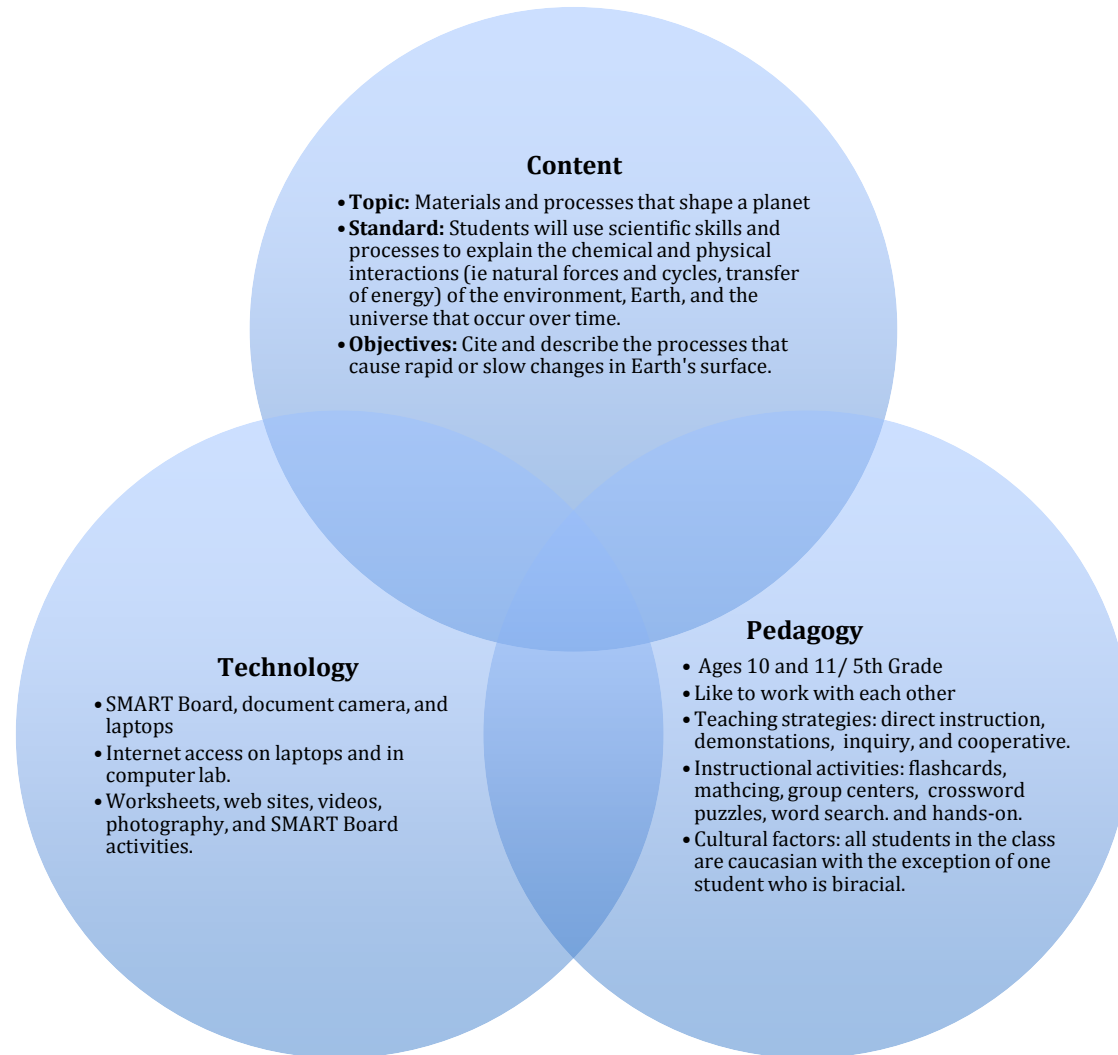 Content
• Topic: Materials and processes that shape a planet
• Standard: Students will use scientific skills and
processes to explain the chemical and physical
interactions (ie natural forces and cycles, transfer
of energy) of the environment, Earth, and the
universe that occur over time.
• Objectives: Cite and describe the processes that
cause rapid or slow changes in Earth's surface.
Technology
• SMART Board, document camera, and
laptops
• Internet access on laptops and in
computer lab.
• Worksheets, web sites, videos,
photography, and SMART Board
activities.
Pedagogy
• Ages 10 and 11/ 5th Grade
• Like to work with each other
• Teaching strategies: direct instruction,
demonstations, inquiry, and cooperative.
• Instructional activities: flashcards,
mathcing, group centers, crossword
puzzles, word search. and hands-on.
• Cultural factors: all students in the class
are caucasian with the exception of one
student who is biracial.